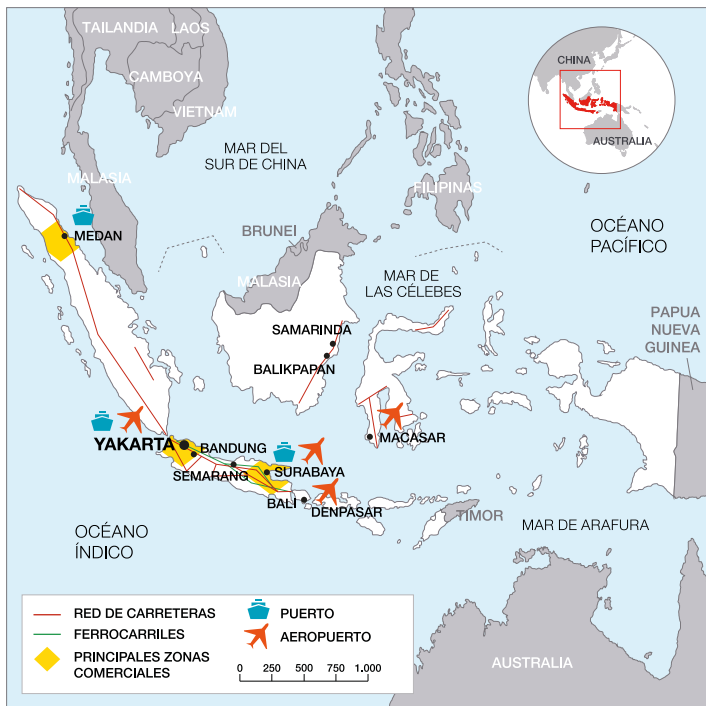 TAILANDIA
LAOS
CAMBOYA
VIETNAM
CHINA
AUSTRALIA
MAR DEL
SUR DE CHINA
MALASIA
FILIPINAS
OCÉANO
PACÍFICO
MEDAN
BRUNEI
MALASIA
MAR DE
LAS CÉLEBES
PAPUA
NUEVA
GUINEA
SAMARINDA
BALIKPAPAN
YAKARTA
BANDUNG
SEMARANG
SURABAYA
MACASAR
BALI
DENPASAR
TIMOR
MAR DE ARAFURA
OCÉANO
ÍNDICO
RED DE CARRETERAS
FERROCARRILES
PRINCIPALES ZONAS
COMERCIALES
PUERTO
AEROPUERTO
0 250 500 1.000
AUSTRALIA